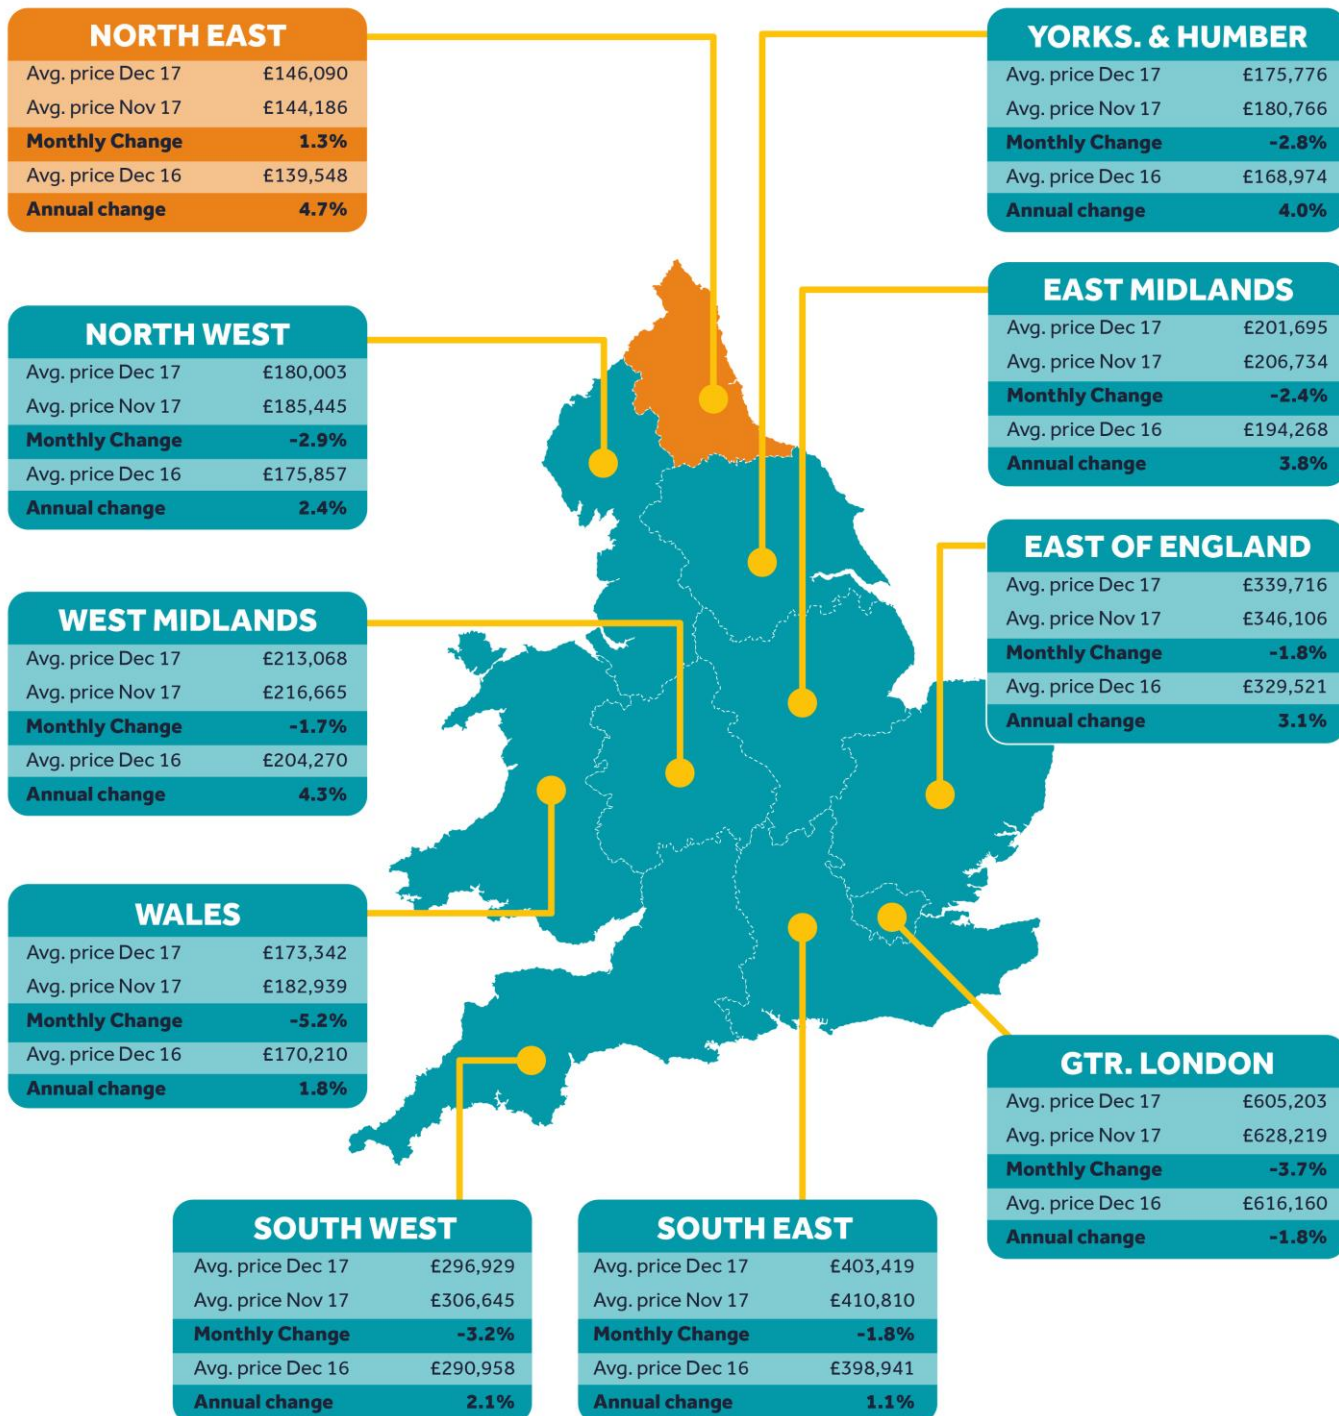 NORTH EAST
Avg. price Dec 17 £146,090
Avg. price Nov 17 £144,186
Monthly Change 1.3%
Avg. price Dec 16 £139,548
Annual change 4.7%
YORKS. & HUMBER
Avg. price Dec 17 £175,776
Avg. price Nov 17 £180,766
Monthly Change -2.8%
Avg. price Dec 16 £168,974
Annual change 4.0%
NORTH WEST
Avg. price Dec 17 £180,003
Avg. price Nov 17 £185,445
Monthly Change -2.9%
Avg. price Dec 16 £175,857
Annual change 2.4%
EAST MIDLANDS
Avg. price Dec 17 £201,695
Avg. price Nov 17 £206,734
Monthly Change -2.4%
Avg. price Dec 16 £194,268
Annual change 3.8%
EAST OF ENGLAND
Avg. price Dec 17 £339,716
Avg. price Nov 17 £346,106
Monthly Change -1.8%
Avg. price Dec 16 £329,521
Annual change 3.1%
WEST MIDLANDS
Avg. price Dec 17 £213,068
Avg. price Nov 17 £216,665
Monthly Change -1.7%
Avg. price Dec 16 £204,270
Annual change 4.3%
WALES
Avg. price Dec 17 £173,342
Avg. price Nov 17 £182,939
Monthly Change -5.2%
Avg. price Dec 16 £170,210
Annual change 1.8%
GTR. LONDON
Avg. price Dec 17 £605,203
Avg. price Nov 17 £628,219
Monthly Change -3.7%
Avg. price Dec 16 £616,160
Annual change -1.8%
SOUTH WEST
Avg. price Dec 17 £296,929
Avg. price Nov 17 £306,645
Monthly Change -3.2%
Avg. price Dec 16 £290,958
Annual change 2.1%
SOUTH EAST
Avg. price Dec 17 £403,419
Avg. price Nov 17 £410,810
Monthly Change -1.8%
Avg. price Dec 16 £398,941
Annual change 1.1%